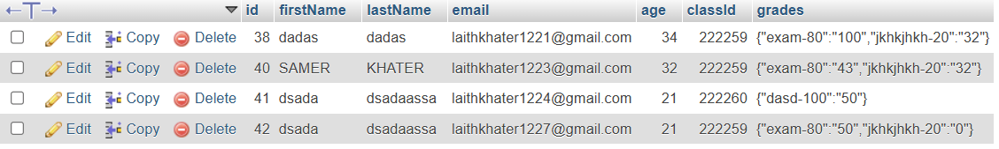 id firstName lastName email age classId grades
Edit Copy Delete 38 dadas dadas laithkhater1221@gmail.com 34 222259 {"exam-80":"100","jkhkjhkh-20":"32"}
Edit Copy Delete 40 SAMER KHATER laithkhater1223@gmail.com 32 222259 {"exam-80":"43","jkhkjhkh-20":"32"}
Edit Copy Delete 41 dsada dsadaassa laithkhater1224@gmail.com 21 222260 {"dasd-100":"50"}
Edit Copy Delete 42 dsada dsadaassa laithkhater1227@gmail.com 21 222259 {"exam-80":"50","jkhkjhkh-20":"0"}